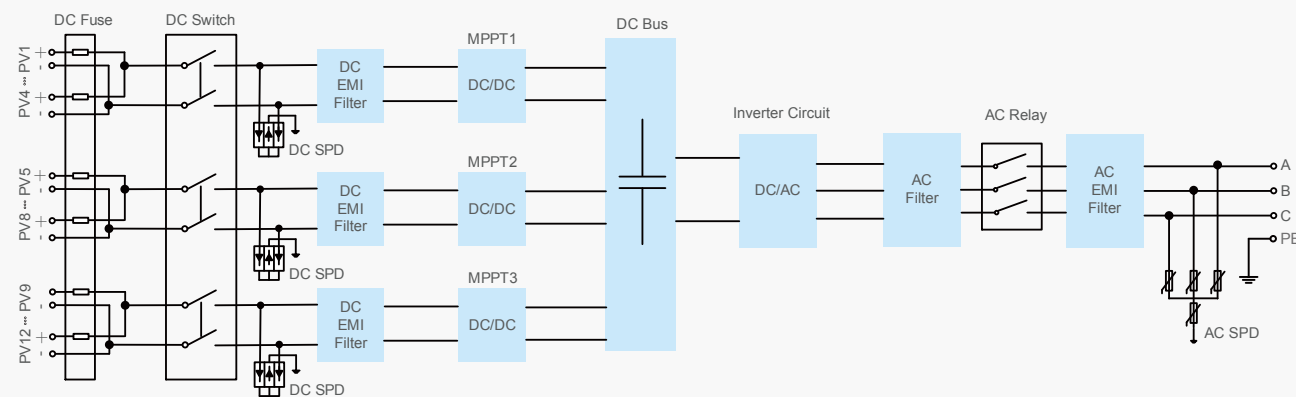 DC Fuse
DC Switch
DC Bus
MPPT1
PV4 ··· PV1
+
-
+
-
DC
EMI
Filter
DC/DC
DC SPD
Inverter Circuit
AC Relay
MPPT2
PV8 ··· PV5
+
-
+
-
DC
EMI
Filter
DC/DC
DC SPD
DC/AC
AC
Filter
AC
EMI
Filter
A
B
C
PE
MPPT3
PV12 ··· PV9
+
-
+
-
DC
EMI
Filter
DC/DC
DC SPD
AC SPD